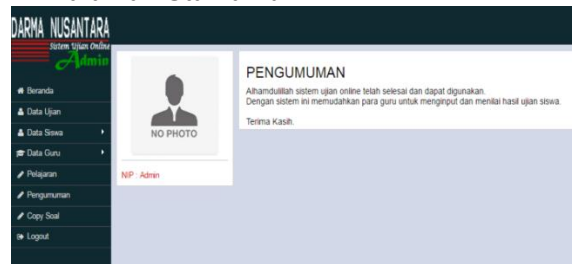 DARMA NUSANTARA
Sistem Ujian Online
Admin
Beranda
Data Ujian
Data Siswa
Data Guru
Pelajaran
Pengumuman
Copy Soal
Logout
NO PHOTO
NIP : Admin
PENGUMUMAN
Alhamdulillah sistem ujian online telah selesai dan dapat digunakan.
Dengan sistem ini memudahkan para guru untuk menginput dan menilai hasil ujian siswa.
Terima Kasih.